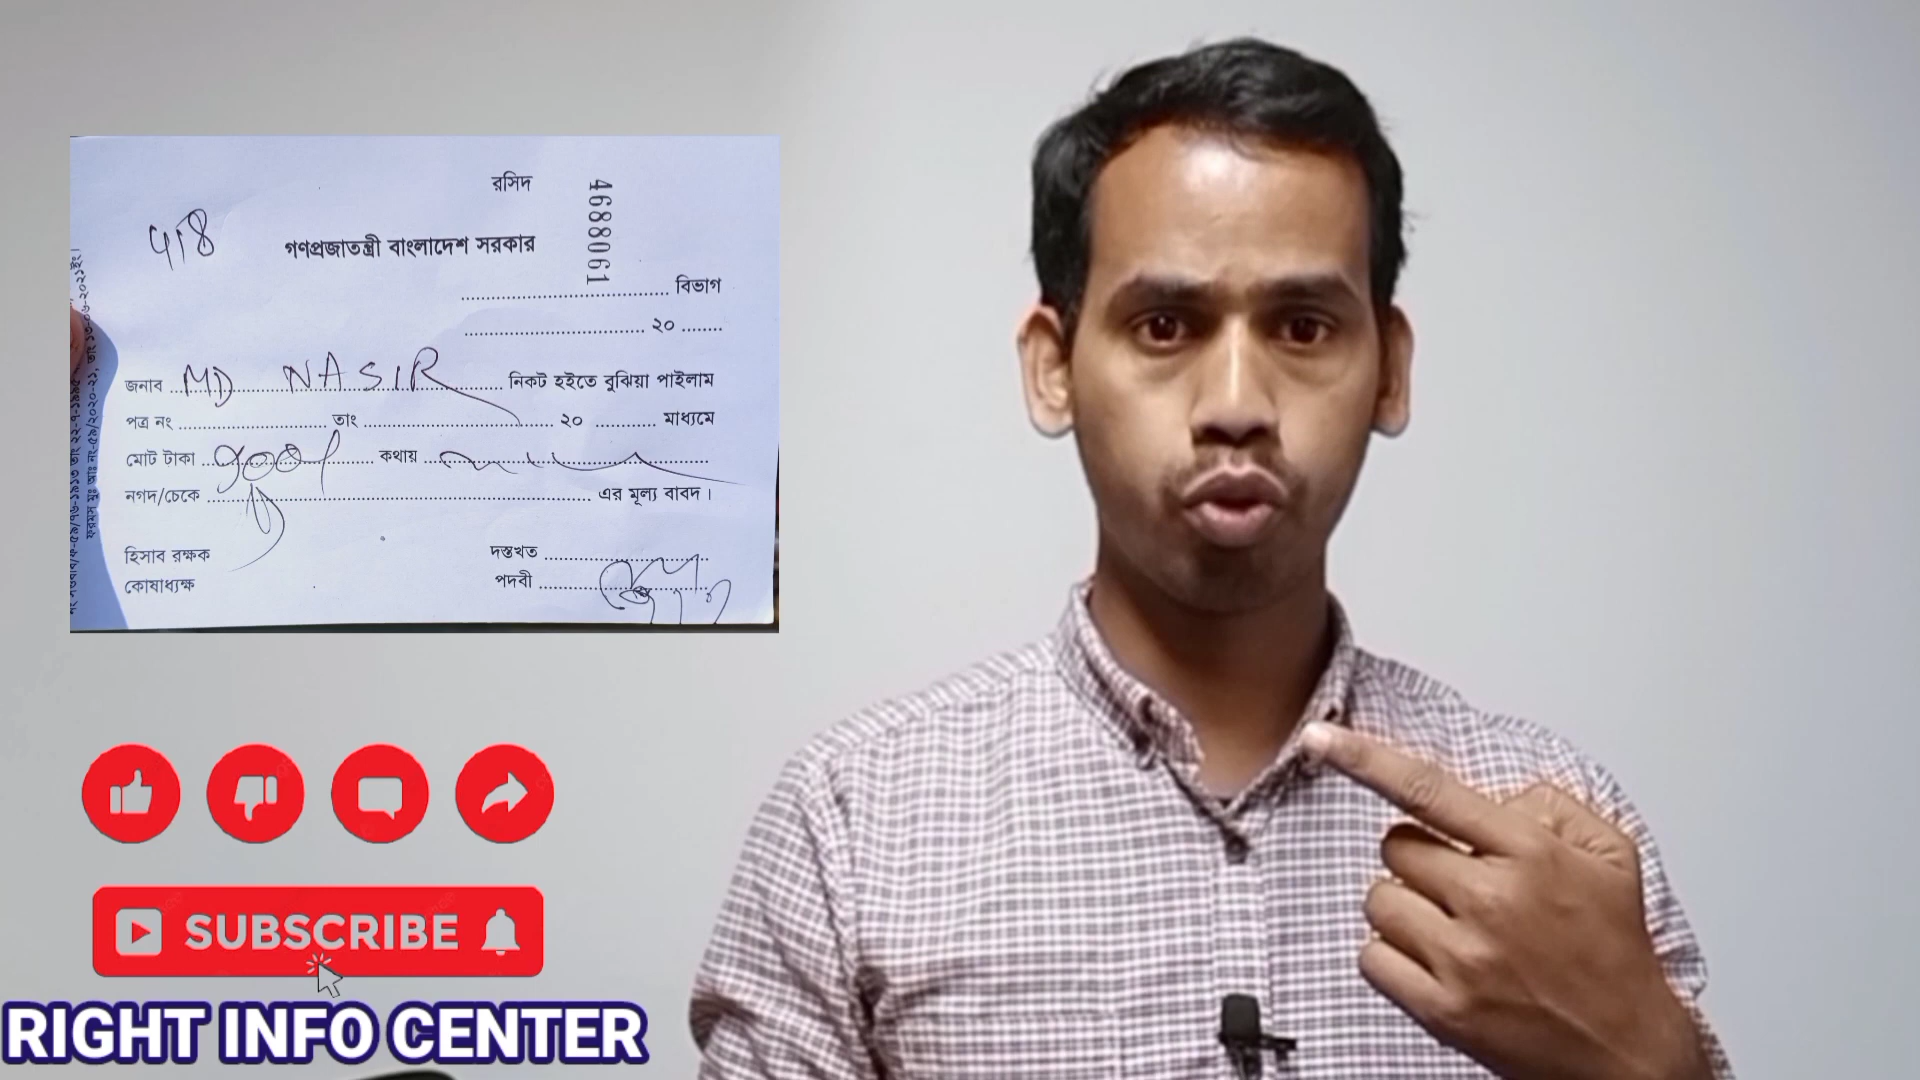 রসিদ
4688061
গণপ্রজাতন্ত্রী বাংলাদেশ সরকার
.......... বিভাগ
.......... ২০ ........
জনাব MD NASIR নিকট হইতে বুঝিয়া পাইলাম
পত্র নং .......... তাং .......... ২০ .......... মাধ্যমে
মোট টাকা .......... কথায় ..........
নগদ/চেকে .......... এর মূল্য বাবদ।
হিসাব রক্ষক
দস্তখত ..........
কোষাধ্যক্ষ
পদবী ..........
SUBSCRIBE
RIGHT INFO CENTER